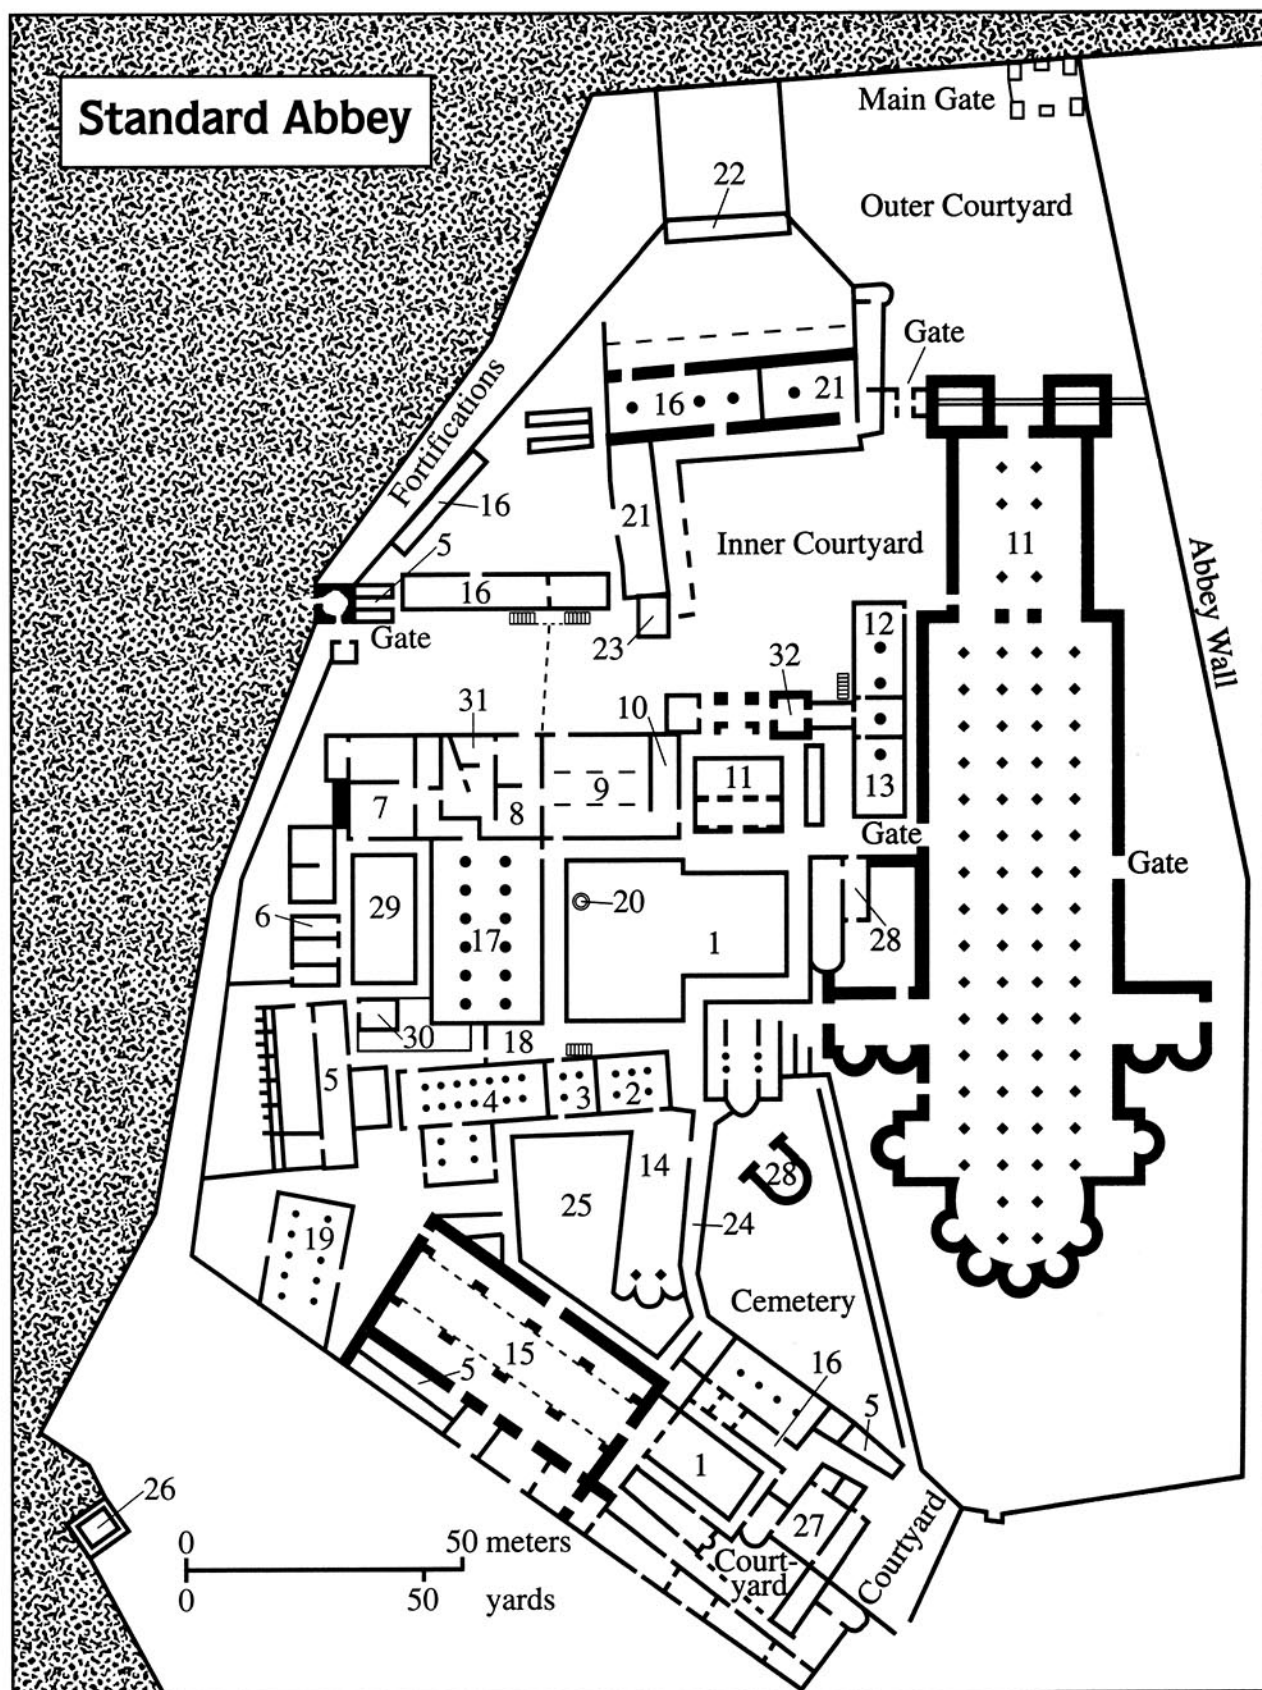 Standard Abbey
Main Gate
22
Outer Courtyard
Gate
Fortifications
16
21
16
21
Inner Courtyard
11
Abbey Wall
5
16
Gate
23
12
32
31
10
7
8
9
11
13
Gate
Gate
6
29
17
20
1
28
30
18
5
4
3
2
14
28
25
24
19
Cemetery
15
5
16
5
1
26
27
Courtyard
Court-
yard
0
50 meters
0
50
yards